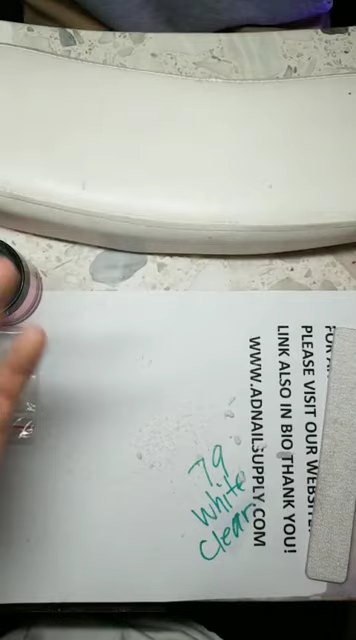 PLEASE VISIT OUR WEBSITE
LINK ALSO IN BIO THANK YOU!
WWW.ADNAILSUPPLY.COM
79
White
Clear